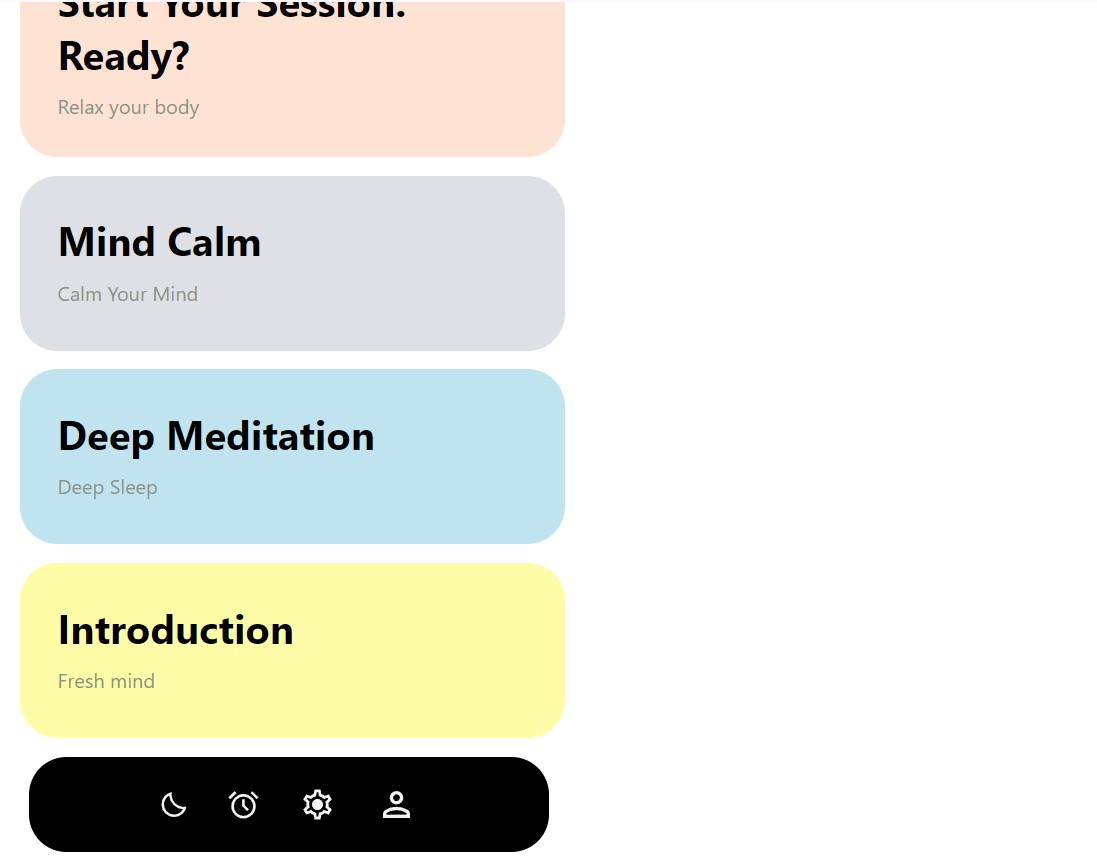 Start Your Session.
Ready?
Relax your body
Mind Calm
Calm Your Mind
Deep Meditation
Deep Sleep
Introduction
Fresh mind